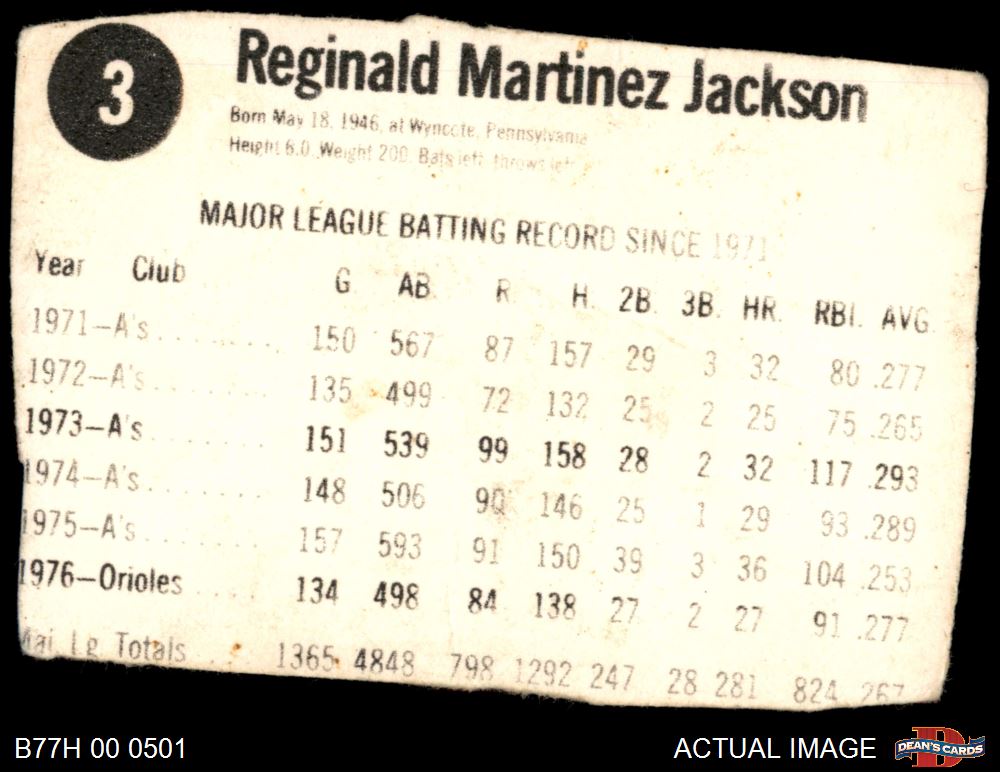 3
Reginald Martinez Jackson
Born May 18, 1946, at Wyncote, Pennsylvania
Height 6.0 Weight 200 Bats left, throws left
MAJOR LEAGUE BATTING RECORD SINCE 1971
Year Club G. AB. R. H. 2B. 3B. HR. RBI. AVG.
1971—A's......... 150 567 87 157 29 3 32 80 .277
1972—A's......... 135 499 72 132 25 2 25 75 .265
1973—A's......... 151 539 99 158 28 2 32 117 .293
1974—A's......... 148 506 90 146 25 1 29 93 .289
1975—A's......... 157 593 91 150 39 3 36 104 .253
1976—Orioles.... 134 498 84 138 27 2 27 91 .277
Maj. Lg. Totals ... 1365 4848 798 1292 247 28 281 824 .267
B77H 00 0501
ACTUAL IMAGE
DEAN'S CARDS